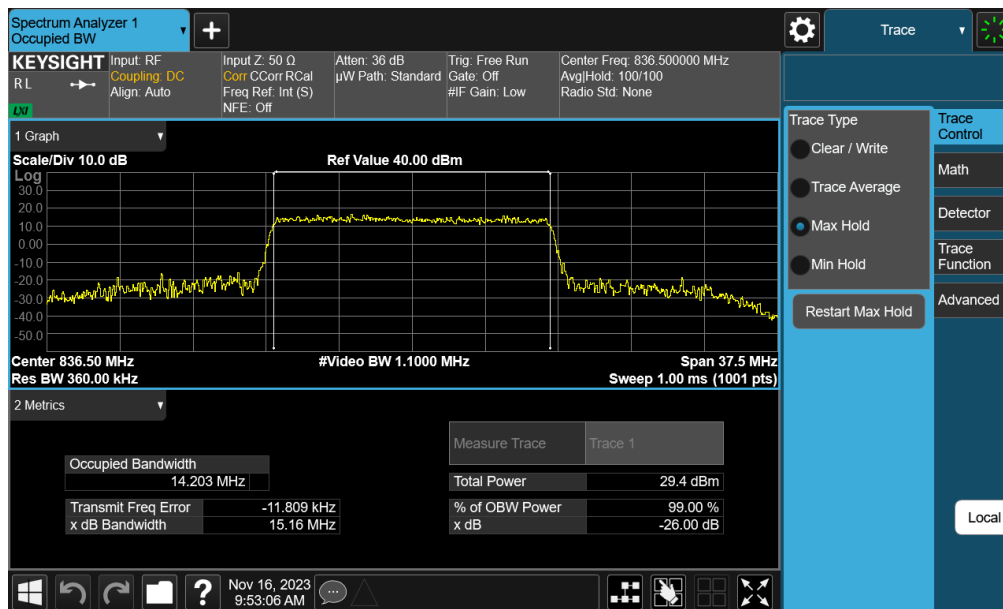 Spectrum Analyzer 1
Occupied BW
Trace
KEYSIGHT
R L
LXI
Input: RF
Coupling: DC
Align: Auto
Input Z: 50 Ω
Corr CCorr RCal
Freq Ref: Int (S)
NFE: Off
Atten: 36 dB
µW Path: Standard
Trig: Free Run
Gate: Off
#IF Gain: Low
Center Freq: 836.500000 MHz
Avg|Hold: 100/100
Radio Std: None
1 Graph
Scale/Div 10.0 dB
Ref Value 40.00 dBm
Log
30.0
20.0
10.0
0.00
-10.0
-20.0
-30.0
-40.0
-50.0
Center 836.50 MHz
#Video BW 1.1000 MHz
Span 37.5 MHz
Res BW 360.00 kHz
Sweep 1.00 ms (1001 pts)
2 Metrics
Measure Trace
Trace 1
Occupied Bandwidth
14.203 MHz
Total Power
29.4 dBm
Transmit Freq Error
-11.809 kHz
% of OBW Power
99.00 %
x dB Bandwidth
15.16 MHz
x dB
-26.00 dB
Trace Type
Clear / Write
Trace Average
Max Hold
Min Hold
Restart Max Hold
Trace
Control
Math
Detector
Trace
Function
Advanced
Local
?
Nov 16, 2023
9:53:06 AM